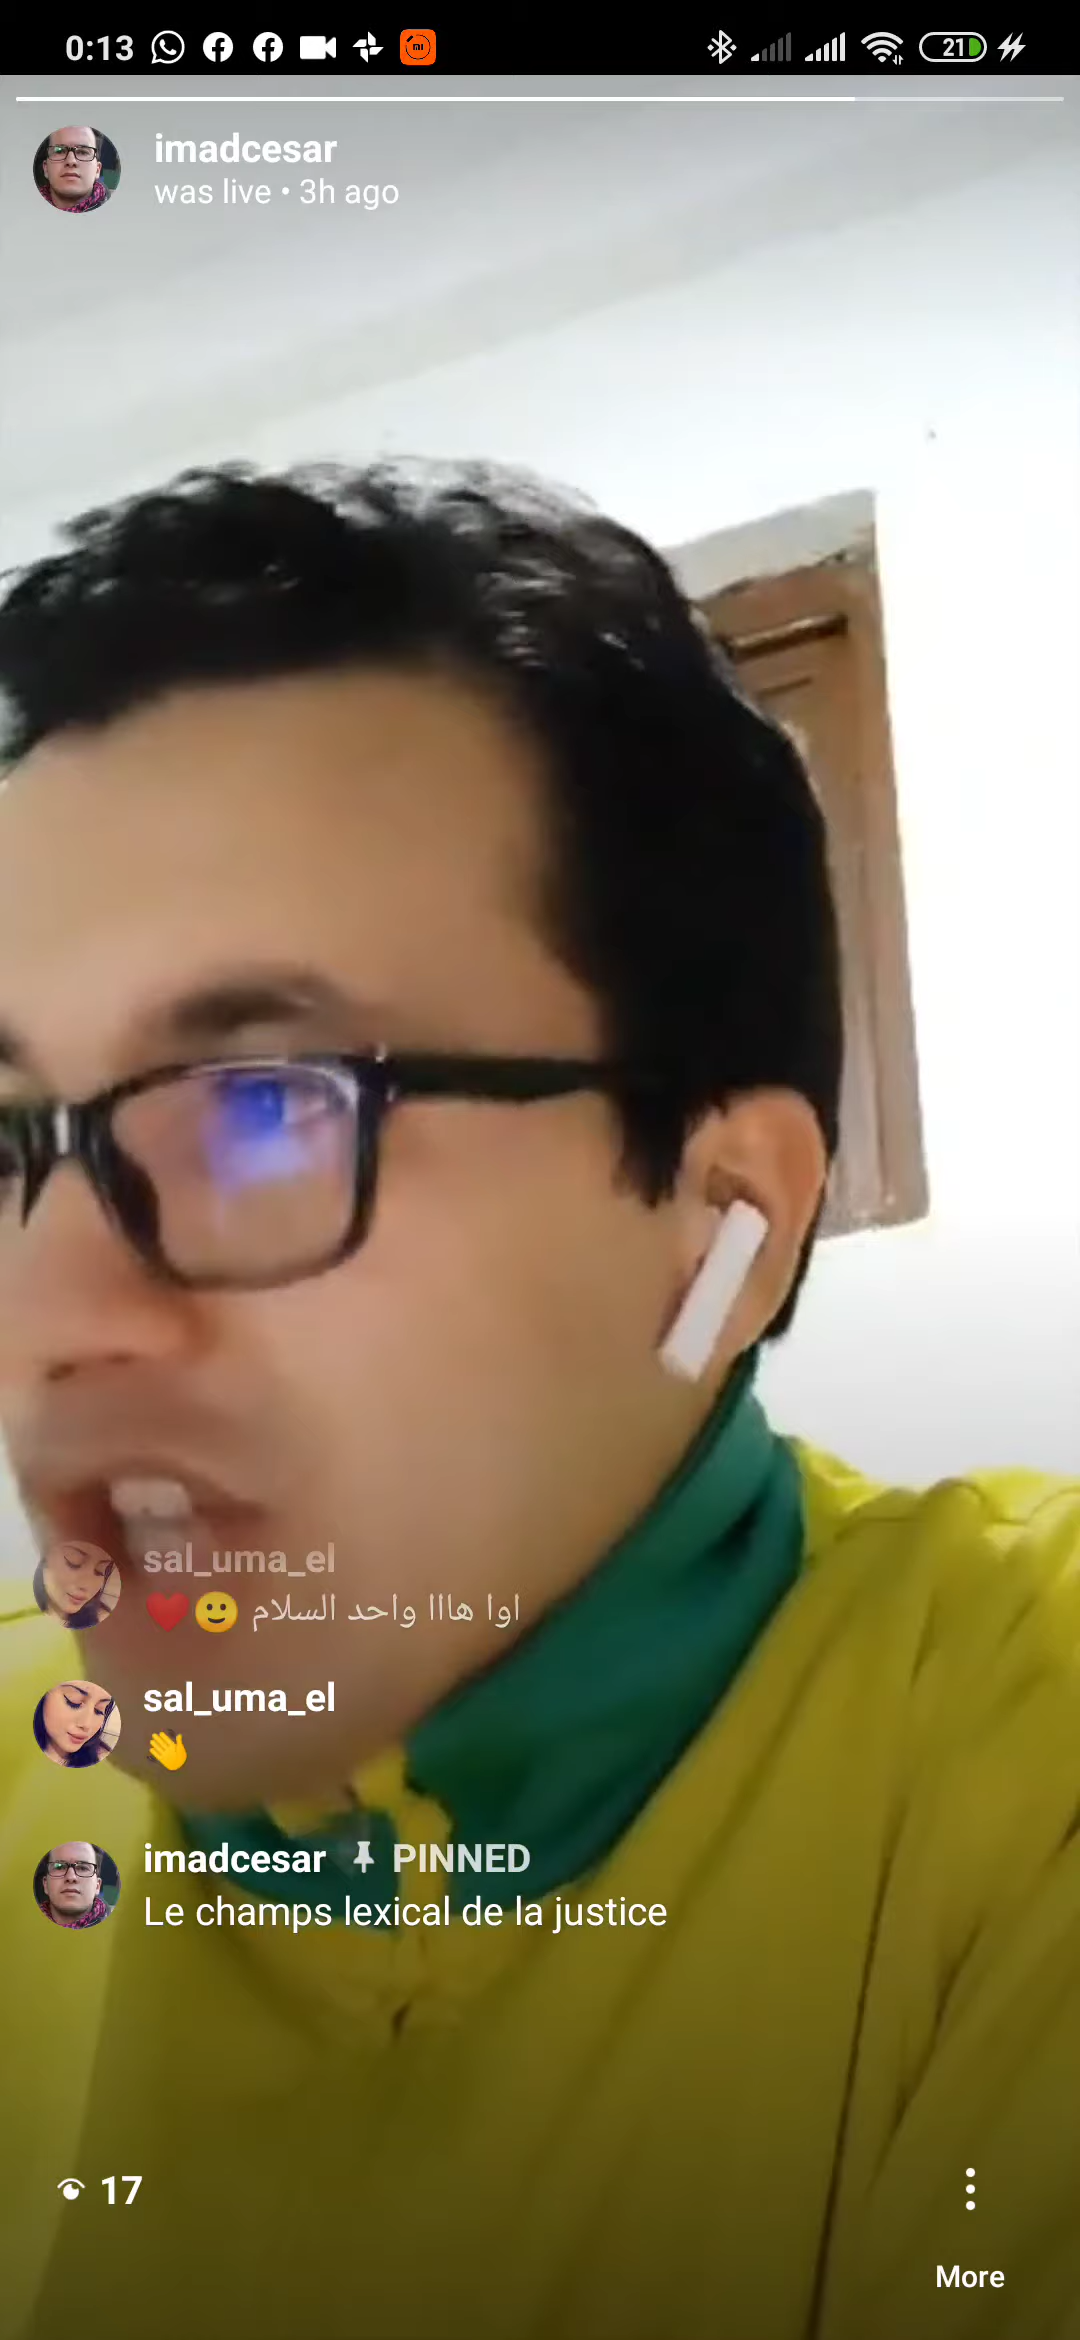 0:13
21
imadcesar
was live • 3h ago
sal_uma_el
اوا هااا واحد السلام 🙂❤️
sal_uma_el
👋
imadcesar PINNED
Le champs lexical de la justice
17
More